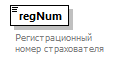 regNum
Регистрационный
номер страхователя